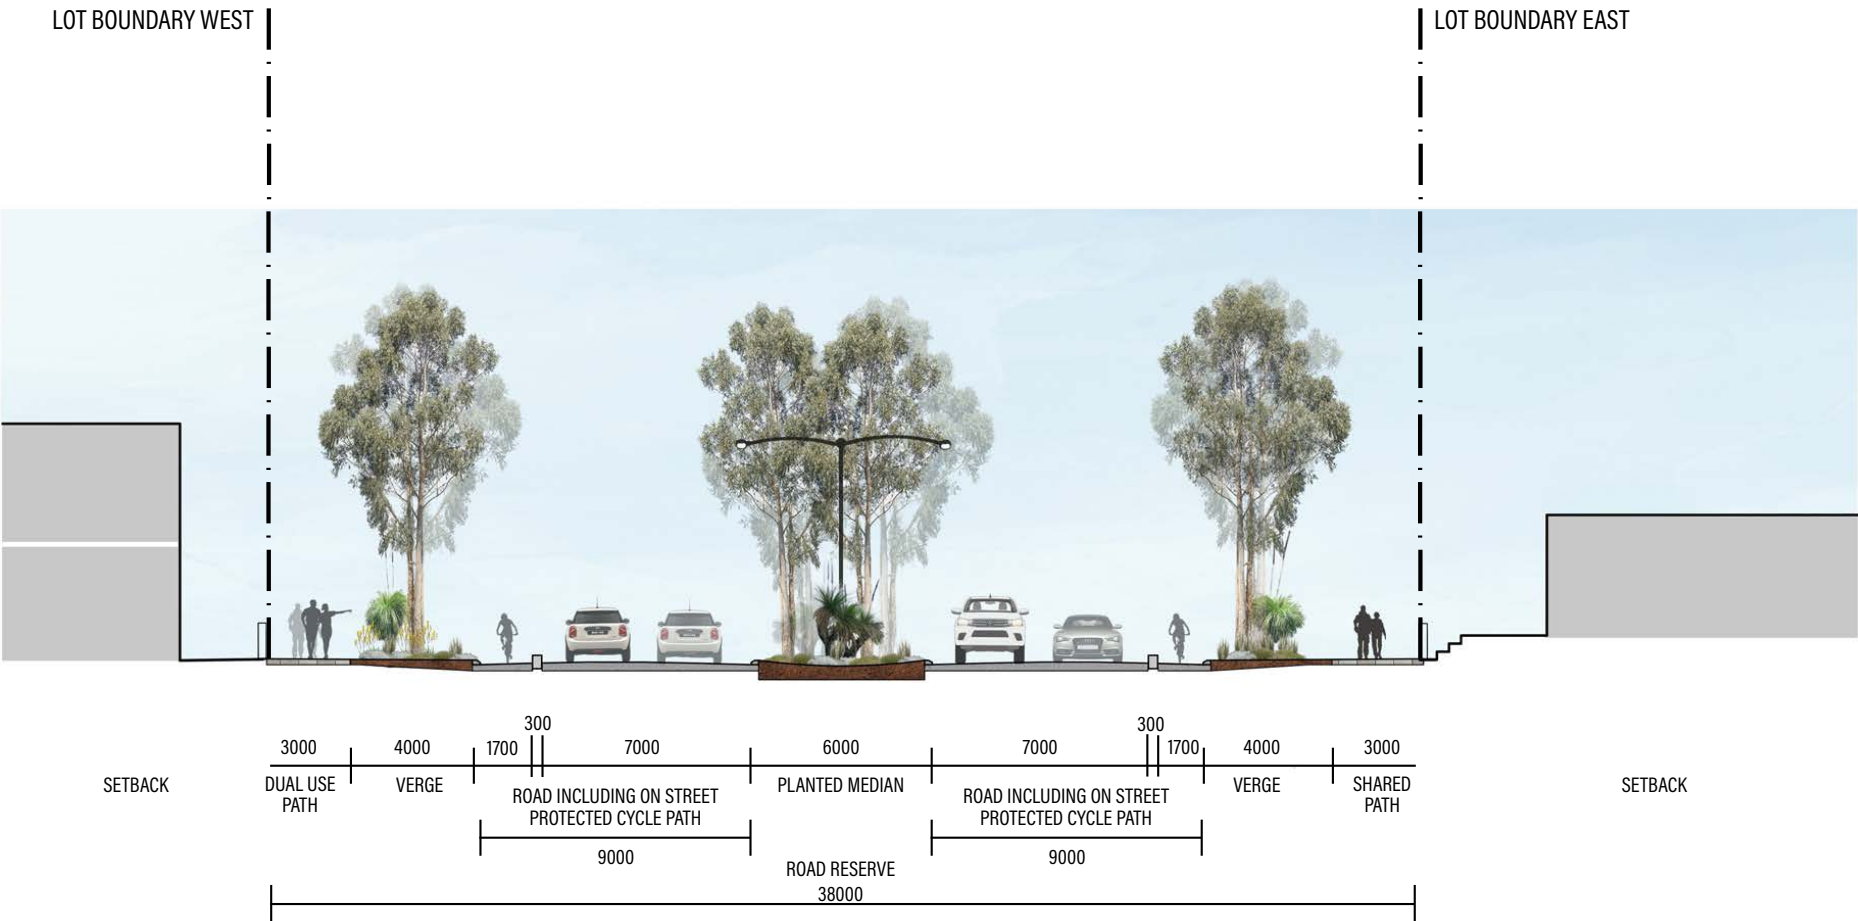 LOT BOUNDARY WEST
LOT BOUNDARY EAST
300
300
3000
4000
1700
7000
6000
7000
1700
4000
3000
SETBACK
DUAL USE
PATH
VERGE
ROAD INCLUDING ON STREET
PROTECTED CYCLE PATH
PLANTED MEDIAN
ROAD INCLUDING ON STREET
PROTECTED CYCLE PATH
VERGE
SHARED
PATH
SETBACK
9000
9000
ROAD RESERVE
38000